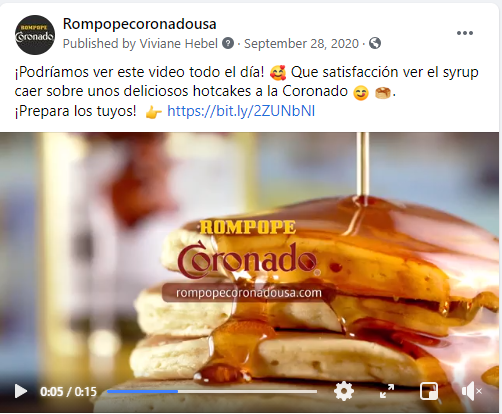 Rompopecoronadousa
Published by Viviane Hebel · September 28, 2020 ·
¡Podríamos ver este video todo el día! 🥰 Que satisfacción ver el syrup
caer sobre unos deliciosos hotcakes a la Coronado 😋 🥞.
¡Prepara los tuyos! 👉 https://bit.ly/2ZUNbNI
ROMPOPE
Coronado
ROMPOPE
Coronado
rompopecoronadousa.com
0:05 / 0:15